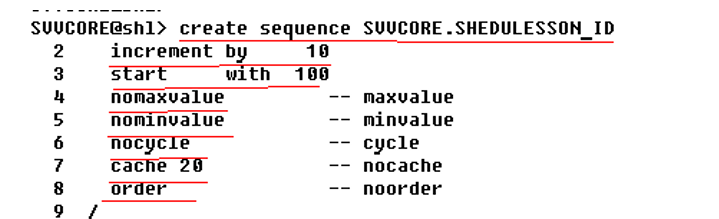 SVVCORE@shl> create sequence SVVCORE.SHEDULESSON_ID
2 increment by 10
3 start with 100
4 nomaxvalue -- maxvalue
5 nominvalue -- minvalue
6 nocycle -- cycle
7 cache 20 -- nocache
8 order -- noorder
9 /